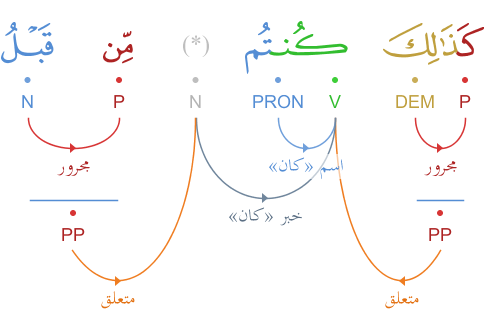 كَذَٰلِكَ كُنتُم (*) مِّن قَبْلُ
P DEM V PRON N P N
مجرور اسم «كان» مجرور
خبر «كان»
PP PP
متعلق متعلق